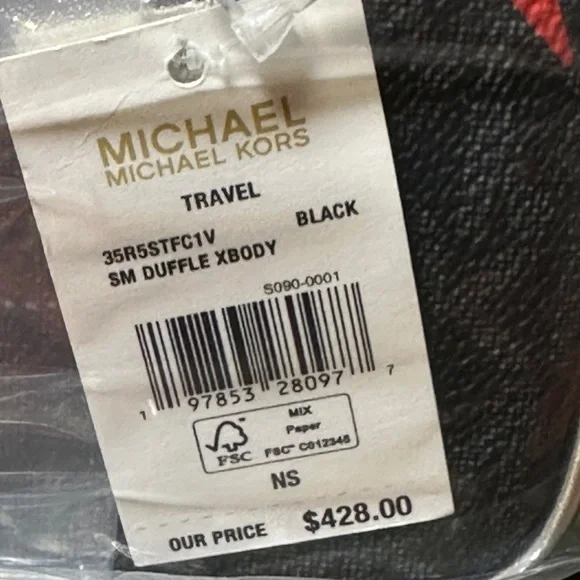 MICHAEL
MICHAEL KORS
TRAVEL
35R5STFC1V BLACK
SM DUFFLE XBODY
S090-0001
1 97853 28097 7
MIX
Paper
FSC
FSC™ C012345
NS
OUR PRICE $428.00